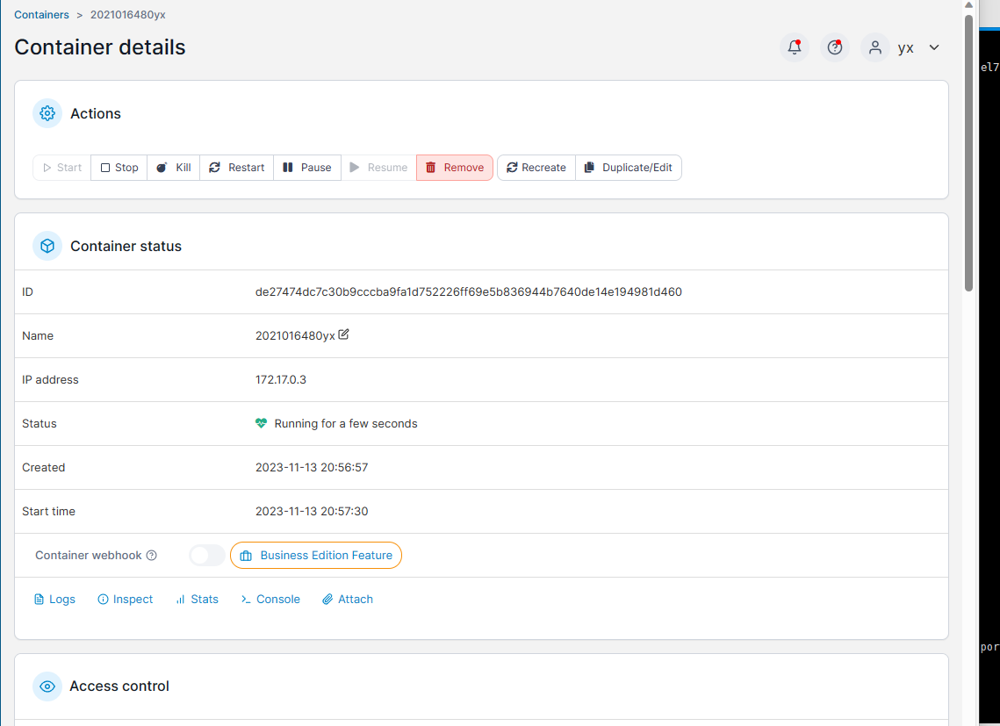 Containers > 2021016480yx
Container details
yx
el7
Actions
Start Stop Kill Restart Pause Resume Remove Recreate Duplicate/Edit
Container status
ID de27474dc7c30b9cccba9fa1d752226ff69e5b836944b7640de14e194981d460
Name 2021016480yx
IP address 172.17.0.3
Status Running for a few seconds
Created 2023-11-13 20:56:57
Start time 2023-11-13 20:57:30
Container webhook Business Edition Feature
Logs Inspect Stats Console Attach
por
Access control